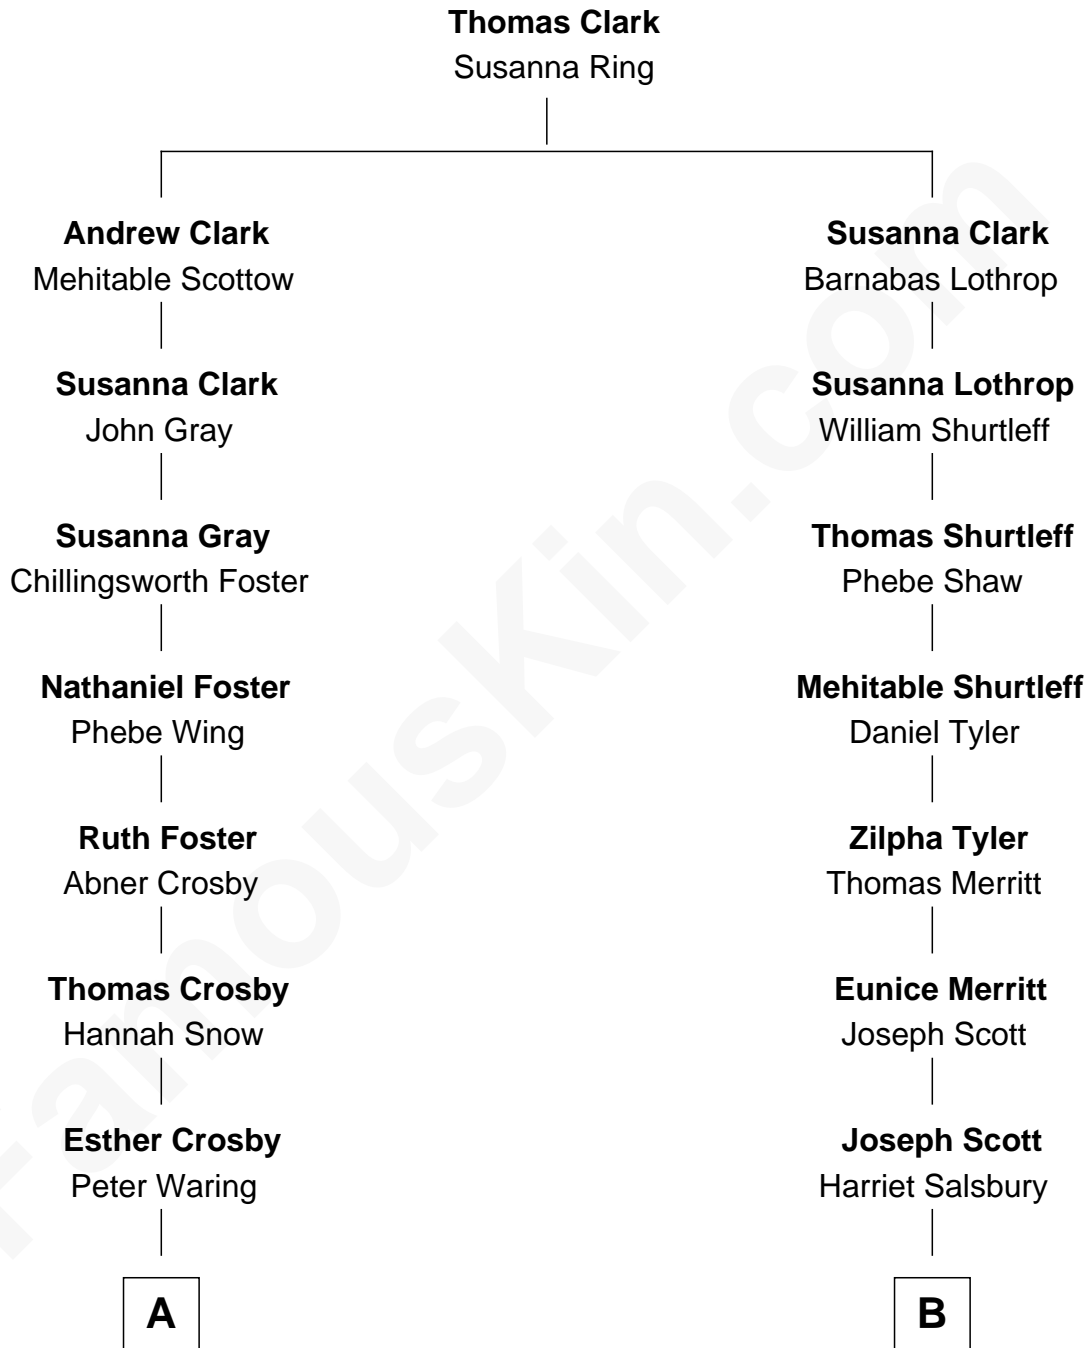 Thomas Clark
Susanna Ring
Andrew Clark
Mehitable Scottow
Susanna Clark
Barnabas Lothrop
Susanna Clark
John Gray
Susanna Lothrop
William Shurtleff
Susanna Gray
Chillingsworth Foster
Thomas Shurtleff
Phebe Shaw
Nathaniel Foster
Phebe Wing
Mehitable Shurtleff
Daniel Tyler
Ruth Foster
Abner Crosby
Zilpha Tyler
Thomas Merritt
Thomas Crosby
Hannah Snow
Eunice Merritt
Joseph Scott
Esther Crosby
Peter Waring
Joseph Scott
Harriet Salsbury
A
B
FamousKin.com